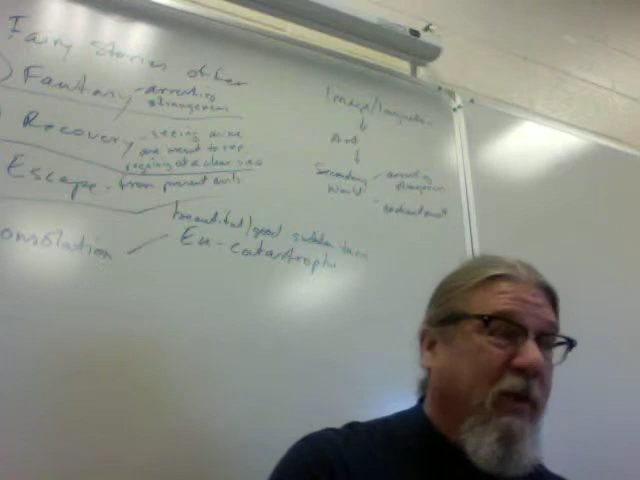 Fairy Stories offer
Fantasy - arresting
strangeness
Recovery - seeing as we
are meant to see
regaining of a clear view
Escape - from present evils
beautiful/good sudden turn
onsolation Eu-catastrophe
Image/Imagination
Art
Secondary - arresting
World strangeness
- enchantment